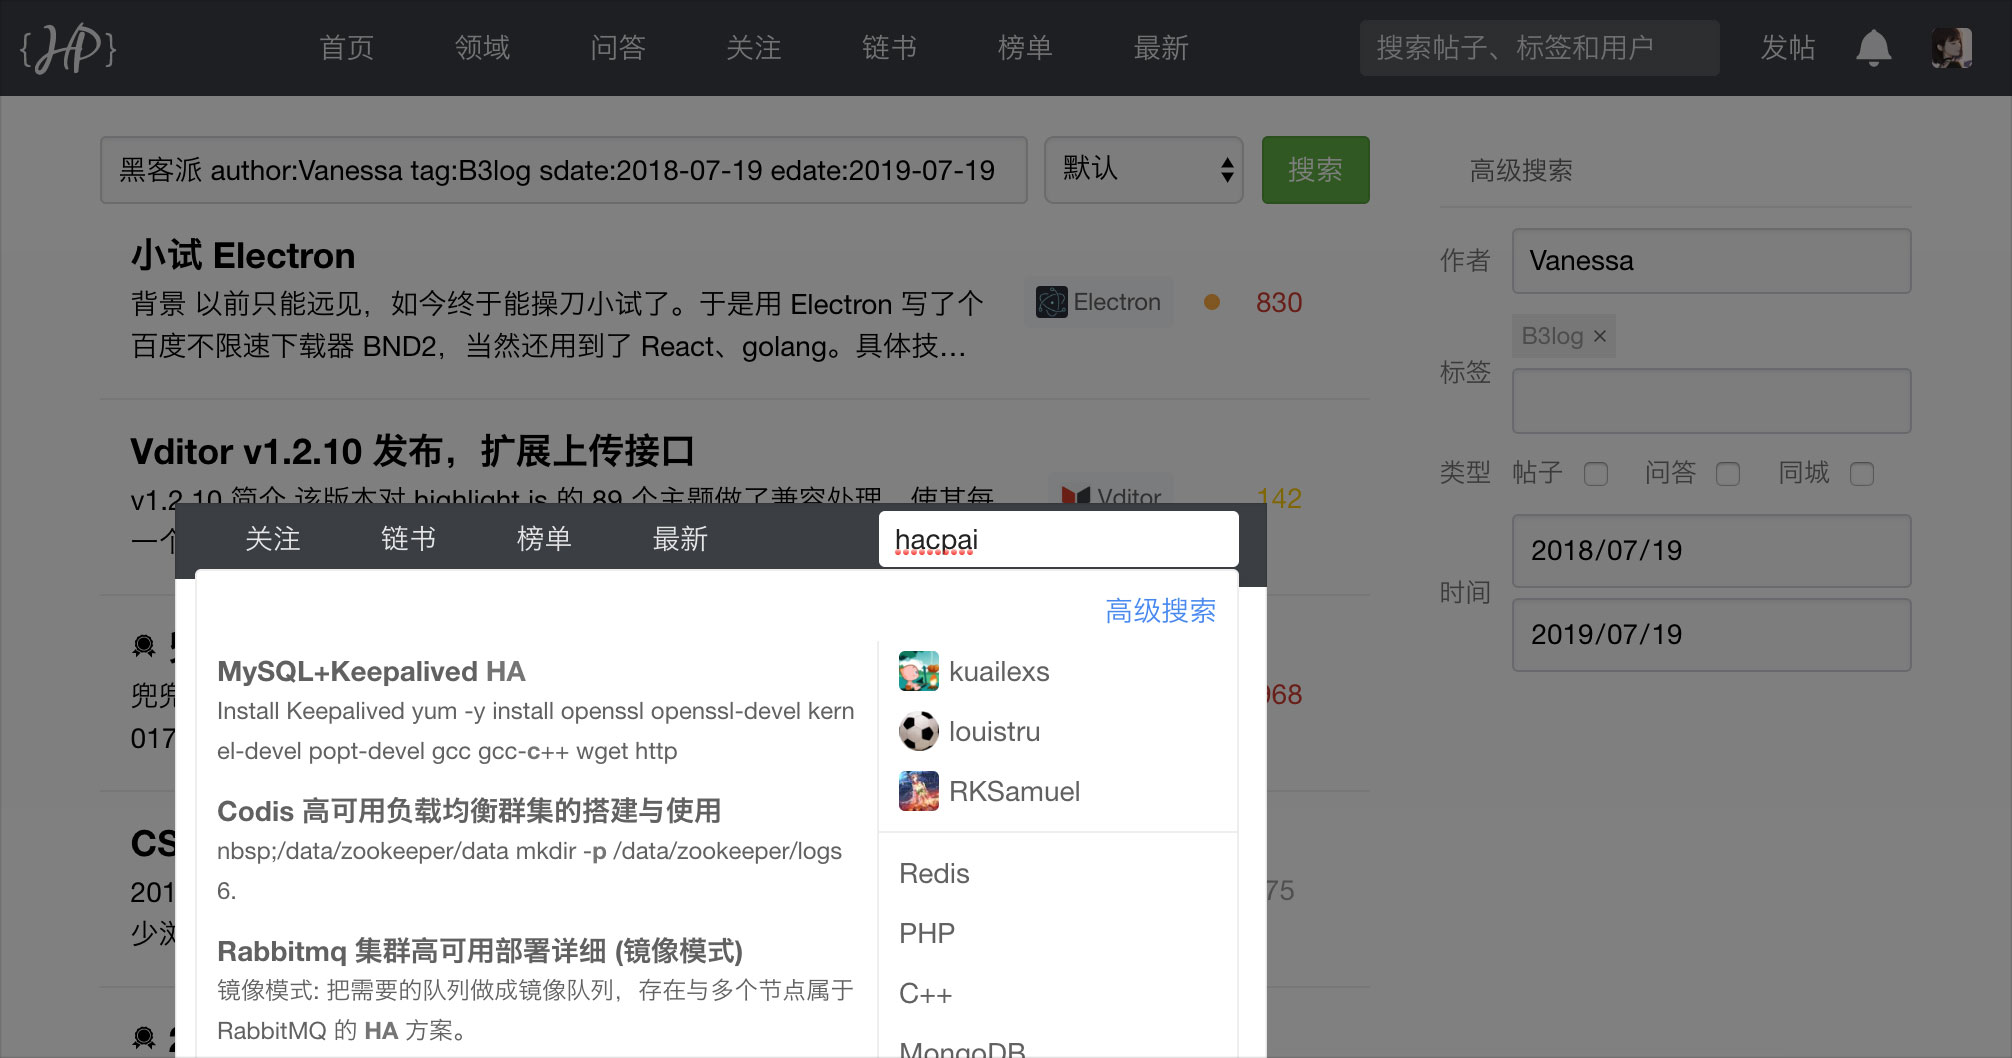 {HP}
首页 领域 问答 关注 链书 榜单 最新 搜索帖子、标签和用户 发帖
黑客派 author:Vanessa tag:B3log sdate:2018-07-19 edate:2019-07-19 默认 搜索
高级搜索
小试 Electron
背景 以前只能远见，如今终于能操刀小试了。于是用 Electron 写了个
百度不限速下载器 BND2，当然还用到了 React、golang。具体技...
Electron 830
作者 Vanessa
标签 B3log ×
类型 帖子 问答 同城
时间 2018/07/19
2019/07/19
Vditor v1.2.10 发布，扩展上传接口
v1.2.10 简介 该版本对 highlight.js 的 89 个主题做了兼容处理，使其每
一个
Vditor 142
兜兜
017
968
CS
201
少浏
75
2
关注 链书 榜单 最新 hacpai
高级搜索
MySQL+Keepalived HA
Install Keepalived yum -y install openssl openssl-devel kern
el-devel popt-devel gcc gcc-c++ wget http
Codis 高可用负载均衡群集的搭建与使用
nbsp;/data/zookeeper/data mkdir -p /data/zookeeper/logs
6.
Rabbitmq 集群高可用部署详细 (镜像模式)
镜像模式: 把需要的队列做成镜像队列，存在与多个节点属于
RabbitMQ 的 HA 方案。
kuailexs
louistru
RKSamuel
Redis
PHP
C++
MongoDB